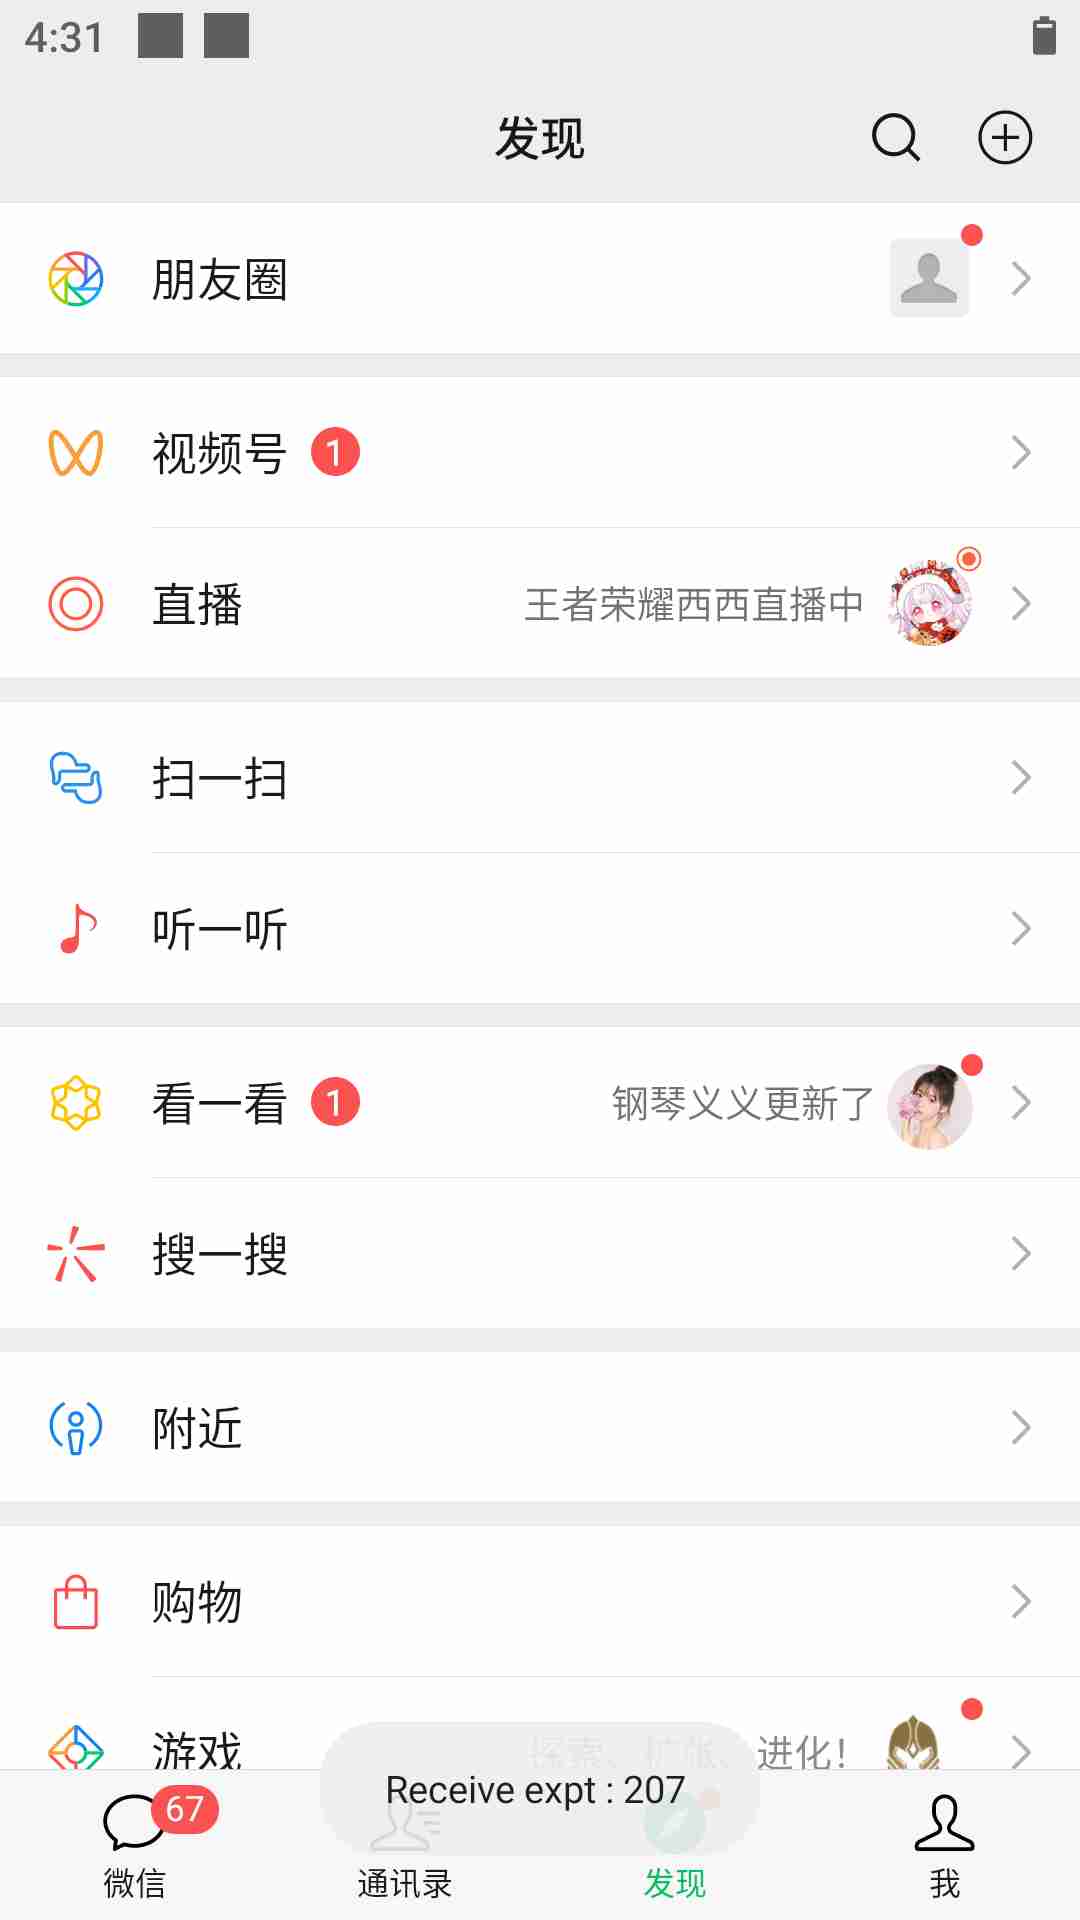 4:31
发现
朋友圈
视频号 1
直播 王者荣耀西西直播中
扫一扫
听一听
看一看 1 钢琴义义更新了
搜一搜
附近
购物
游戏 探索、扩张、进化！
Receive expt : 207
67
微信 通讯录 发现 我